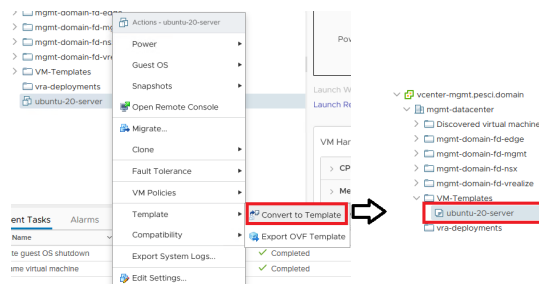 mgmt-domain-fd-edge
mgmt-domain-fd-mg
mgmt-domain-fd-ns
mgmt-domain-fd-vre
VM-Templates
vra-deployments
ubuntu-20-server
Actions - ubuntu-20-server
Power
Guest OS
Snapshots
Open Remote Console
Migrate...
Clone
Fault Tolerance
VM Policies
Template
Compatibility
Export System Logs...
Edit Settings...
Convert to Template
Export OVF Template
Pov
Launch W
Launch Re
VM Har
CP
Me
ent Tasks
Alarms
Name
te guest OS shutdown
Completed
ame virtual machine
Completed
vcenter-mgmt.pesci.domain
mgmt-datacenter
Discovered virtual machine
mgmt-domain-fd-edge
mgmt-domain-fd-mgmt
mgmt-domain-fd-nsx
mgmt-domain-fd-vrealize
VM-Templates
ubuntu-20-server
vra-deployments